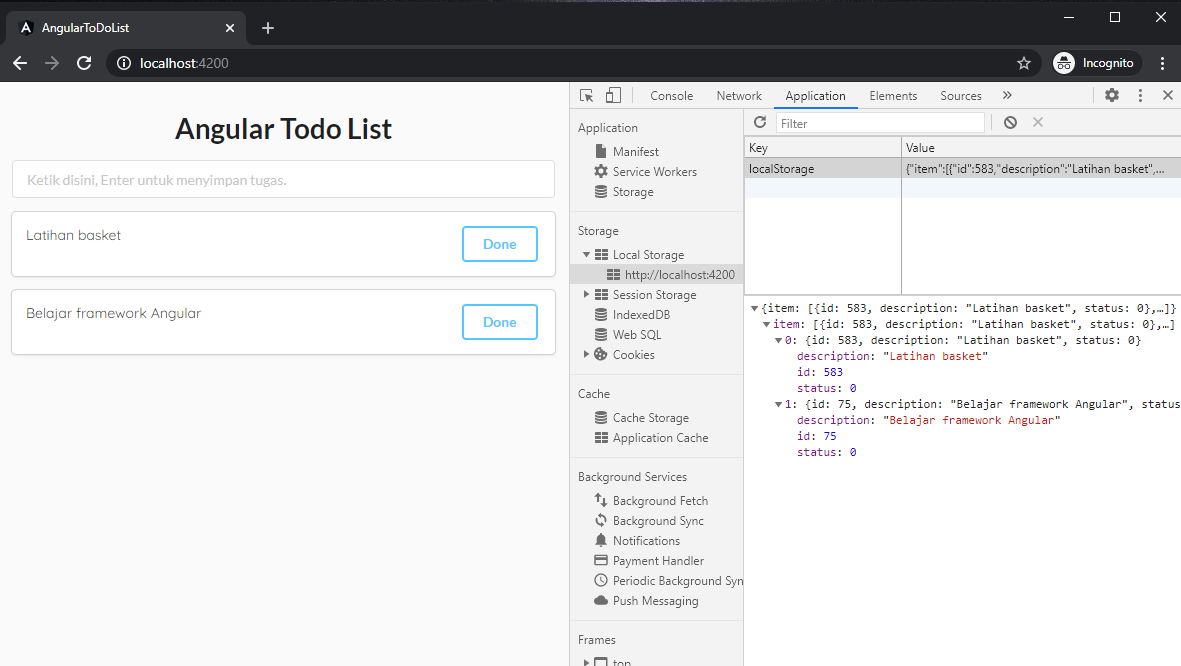 AngularToDoList
localhost:4200
Incognito
Angular Todo List
Ketik disini, Enter untuk menyimpan tugas.
Latihan basket
Done
Belajar framework Angular
Done
Console Network Application Elements Sources »
Application
Manifest
Service Workers
Storage
Storage
Local Storage
http://localhost:4200
Session Storage
IndexedDB
Web SQL
Cookies
Cache
Cache Storage
Application Cache
Background Services
Background Fetch
Background Sync
Notifications
Payment Handler
Periodic Background Syn
Push Messaging
Frames
top
Filter
Key Value
localStorage {"item":[{"id":583,"description":"Latihan basket",…
{item: [{id: 583, description: "Latihan basket", status: 0},…]}
item: [{id: 583, description: "Latihan basket", status: 0},…]
0: {id: 583, description: "Latihan basket", status: 0}
description: "Latihan basket"
id: 583
status: 0
1: {id: 75, description: "Belajar framework Angular", status
description: "Belajar framework Angular"
id: 75
status: 0